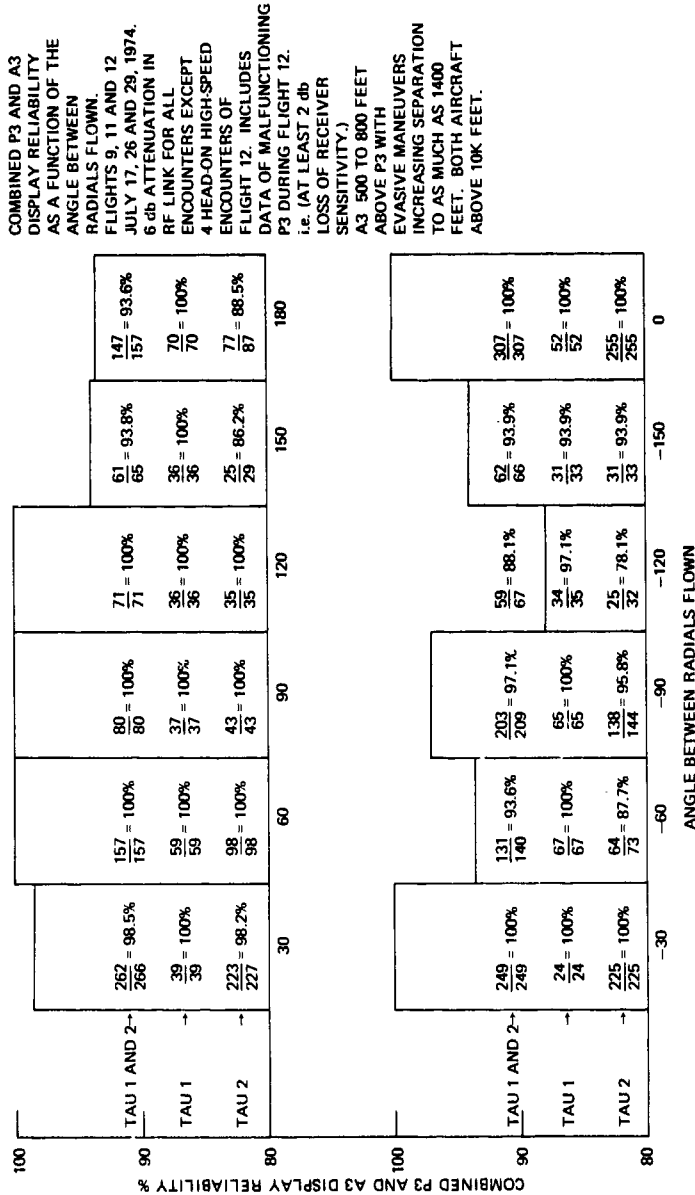 COMBINED P3 AND A3
DISPLAY RELIABILITY
AS A FUNCTION OF THE
ANGLE BETWEEN
RADIALS FLOWN.
FLIGHTS 9, 11 AND 12
JULY 17, 26 AND 29, 1974.
6 db ATTENUATION IN
RF LINK FOR ALL
ENCOUNTERS EXCEPT
4 HEAD-ON HIGH-SPEED
ENCOUNTERS OF
FLIGHT 12. INCLUDES
DATA OF MALFUNCTIONING
P3 DURING FLIGHT 12.
i.e. (AT LEAST 2 db
LOSS OF RECEIVER
SENSITIVITY.)
A3 500 TO 800 FEET
ABOVE P3 WITH
EVASIVE MANEUVERS
INCREASING SEPARATION
TO AS MUCH AS 1400
FEET. BOTH AIRCRAFT
ABOVE 10K FEET.
COMBINED P3 AND A3 DISPLAY RELIABILITY %
100
90
80
TAU 1 AND 2→ 262/266 = 98.5% 157/157 = 100% 80/80 = 100% 71/71 = 100% 61/65 = 93.8% 147/157 = 93.6%
TAU 1 → 39/39 = 100% 59/59 = 100% 37/37 = 100% 36/36 = 100% 36/36 = 100% 70/70 = 100%
TAU 2 → 223/227 = 98.2% 98/98 = 100% 43/43 = 100% 35/35 = 100% 25/29 = 86.2% 77/87 = 88.5%
30 60 90 120 150 180
100
90
80
TAU 1 AND 2→ 249/249 = 100% 131/140 = 93.6% 203/209 = 97.1% 59/67 = 88.1% 62/66 = 93.9% 307/307 = 100%
TAU 1 → 24/24 = 100% 67/67 = 100% 65/65 = 100% 34/35 = 97.1% 31/33 = 93.9% 52/52 = 100%
TAU 2 → 225/225 = 100% 64/73 = 87.7% 138/144 = 95.8% 25/32 = 78.1% 31/33 = 93.9% 255/255 = 100%
-30 -60 -90 -120 -150 0
ANGLE BETWEEN RADIALS FLOWN